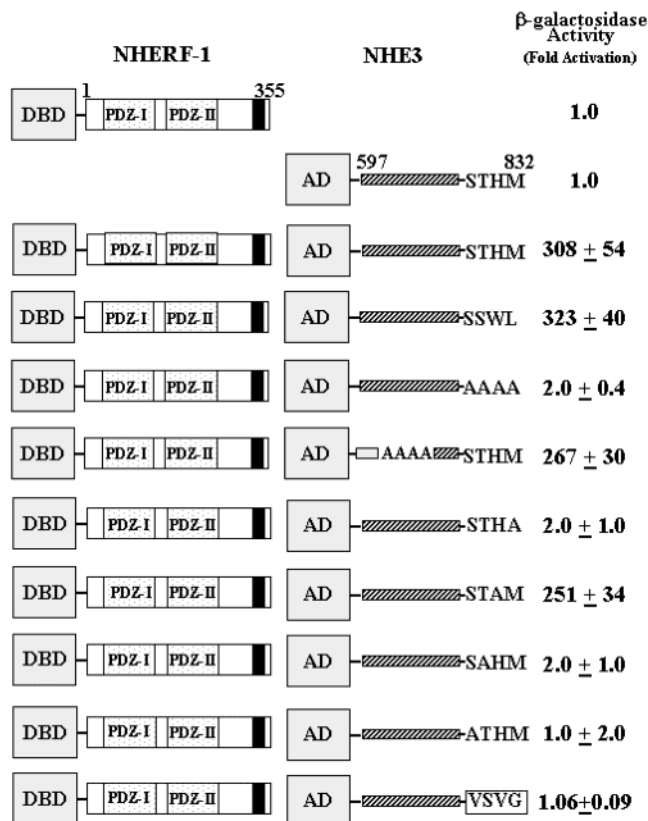 β-galactosidase
Activity
(Fold Activation)
NHERF-1 NHE3
1 355
DBD PDZ-I PDZ-II 1.0
597 832
AD STHM 1.0
DBD PDZ-I PDZ-II AD STHM 308 ± 54
DBD PDZ-I PDZ-II AD SSWL 323 ± 40
DBD PDZ-I PDZ-II AD AAAA 2.0 ± 0.4
DBD PDZ-I PDZ-II AD AAAA STHM 267 ± 30
DBD PDZ-I PDZ-II AD STHA 2.0 ± 1.0
DBD PDZ-I PDZ-II AD STAM 251 ± 34
DBD PDZ-I PDZ-II AD SAHM 2.0 ± 1.0
DBD PDZ-I PDZ-II AD ATHM 1.0 ± 2.0
DBD PDZ-I PDZ-II AD VSVG 1.06±0.09